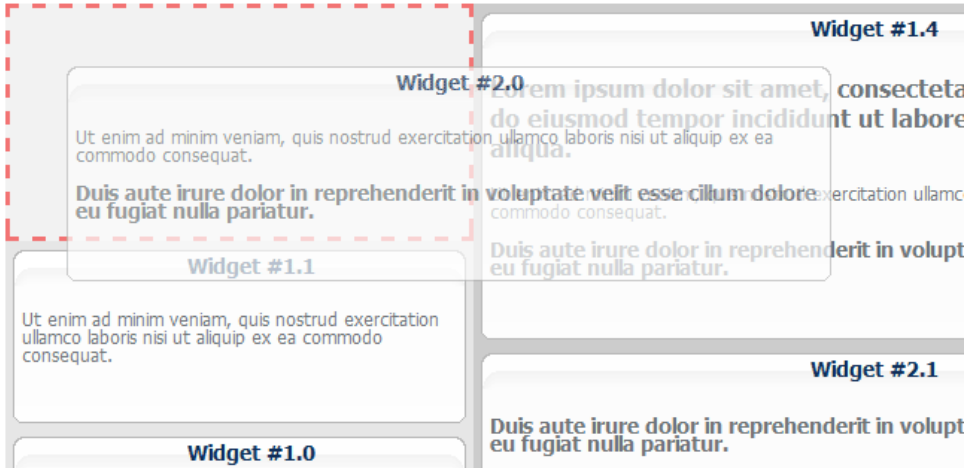 Widget #1.4
Widget #2.0
Lorem ipsum dolor sit amet, consecteta
do eiusmod tempor incididunt ut labore
aliqua.
Ut enim ad minim veniam, quis nostrud exercitation ullamco laboris nisi ut aliquip ex ea
commodo consequat.
Duis aute irure dolor in reprehenderit in voluptate velit esse cillum dolore
eu fugiat nulla pariatur.
exercitation ullamco
commodo consequat.
Duis aute irure dolor in reprehenderit in volupt
eu fugiat nulla pariatur.
Widget #1.1
Ut enim ad minim veniam, quis nostrud exercitation
ullamco laboris nisi ut aliquip ex ea commodo
consequat.
Widget #2.1
Duis aute irure dolor in reprehenderit in volupt
eu fugiat nulla pariatur.
Widget #1.0